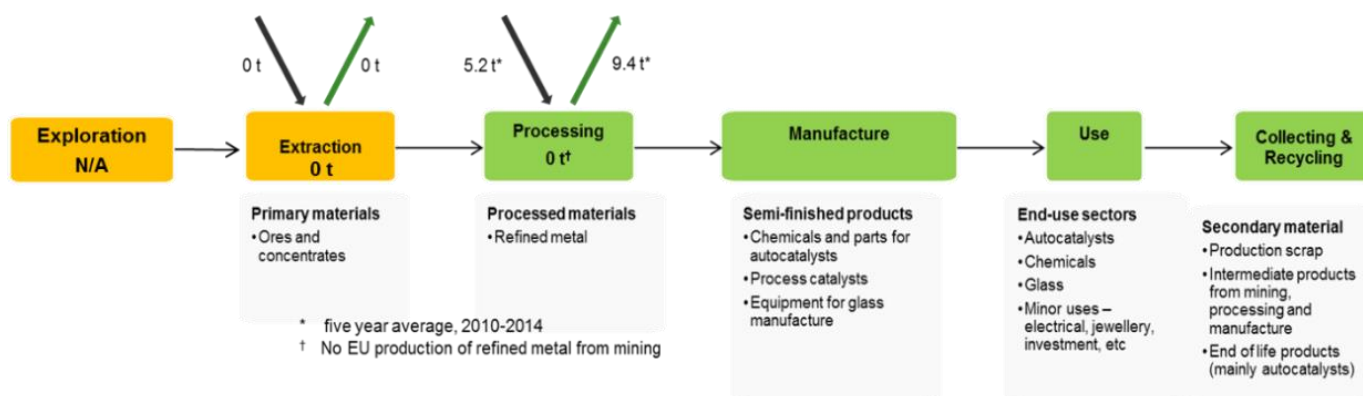 0 t
0 t
5.2 t*
9.4 t*
Exploration
N/A
Extraction
0 t
Processing
0 t†
Manufacture
Use
Collecting &
Recycling
Primary materials
•Ores and
concentrates
Processed materials
•Refined metal
Semi-finished products
•Chemicals and parts for
autocatalysts
•Process catalysts
•Equipment for glass
manufacture
End-use sectors
•Autocatalysts
•Chemicals
•Glass
•Minor uses –
electrical, jewellery,
investment, etc
Secondary material
•Production scrap
•Intermediate products
from mining,
processing and
manufacture
•End of life products
(mainly autocatalysts)
* five year average, 2010-2014
† No EU production of refined metal from mining